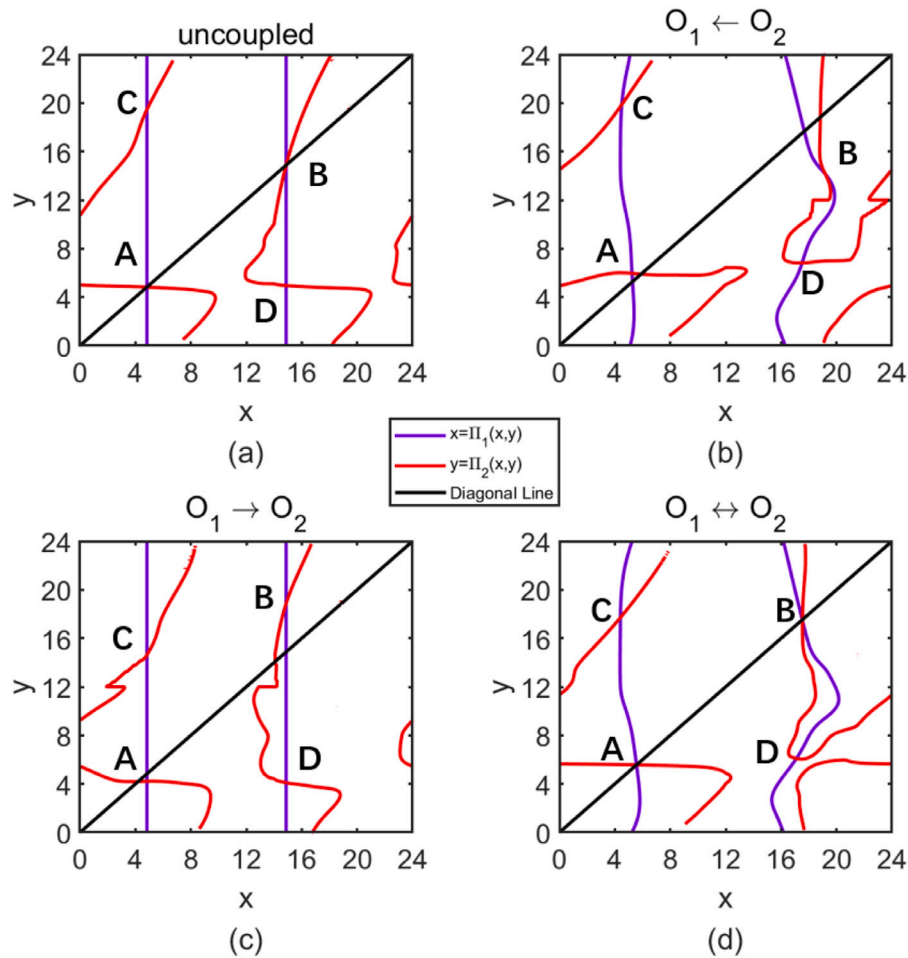 uncoupled
24
20
16
12
8
4
0
y
C
B
A
D
0 4 8 12 16 20 24
x
(a)
O₁ ← O₂
24
20
16
12
8
4
0
y
C
B
A
D
0 4 8 12 16 20 24
x
(b)
x=Π₁(x,y)
y=Π₂(x,y)
Diagonal Line
O₁ → O₂
24
20
16
12
8
4
0
y
B
C
A
D
0 4 8 12 16 20 24
x
(c)
O₁ ↔ O₂
24
20
16
12
8
4
0
y
C
B
A
D
0 4 8 12 16 20 24
x
(d)